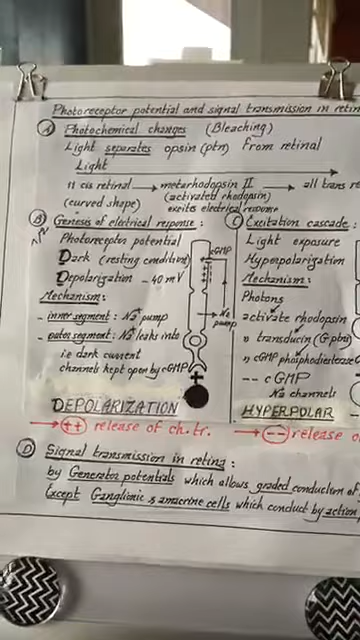 Photoreceptor potential and signal transmission in retin
A Photochemical changes (Bleaching)
Light separates opsin (ptn) from retinal
Light
11 cis retinal → metarhodopsin II → all trans r
(curved shape) (activated rhodopsin)
excites electrical response
B Genesis of electrical response:
Photoreceptor potential
Dark (resting condition)
Depolarization -40 mV
Mechanism:
- inner segment: Na pump
- outer segment: Na leaks into
i.e dark current
channels kept open by cGMP
DEPOLARIZATION
→ (++) release of ch.tr.
cGMP
Na
pump
+
C Excitation cascade:
Light exposure
Hyperpolarization
Mechanism:
Photons
activate rhodopsin
" transducin (G ptn)
" cGMP phosphodiesterase
-- cGMP
Na channels
HYPERPOLAR
→ (--) release o
D Signal transmission in retina:
by Generator potentials which allows graded conduction of
Except Ganglionic & amacrine cells which conduct by action